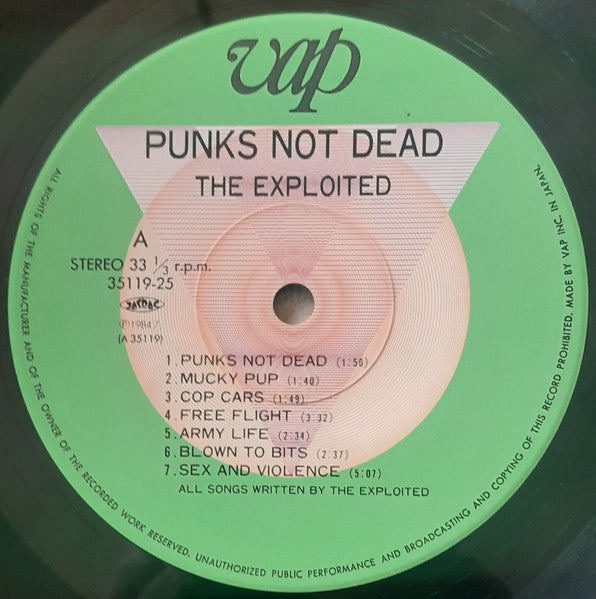 vap
PUNKS NOT DEAD
THE EXPLOITED
A
STEREO 33 1/3 r.p.m.
35119-25
JASRAC
Ⓟ1984.7
(A 35119)
1.PUNKS NOT DEAD (1:50)
2.MUCKY PUP (1:40)
3.COP CARS (1:49)
4.FREE FLIGHT (3:32)
5.ARMY LIFE (2:34)
6.BLOWN TO BITS (2:37)
7.SEX AND VIOLENCE (5:07)
ALL SONGS WRITTEN BY THE EXPLOITED
ALL RIGHTS OF THE MANUFACTURER AND OF THE OWNER OF THE RECORDED WORK RESERVED. UNAUTHORIZED PUBLIC PERFORMANCE AND BROADCASTING AND COPYING OF THIS RECORD PROHIBITED. MADE BY VAP INC. IN JAPAN.